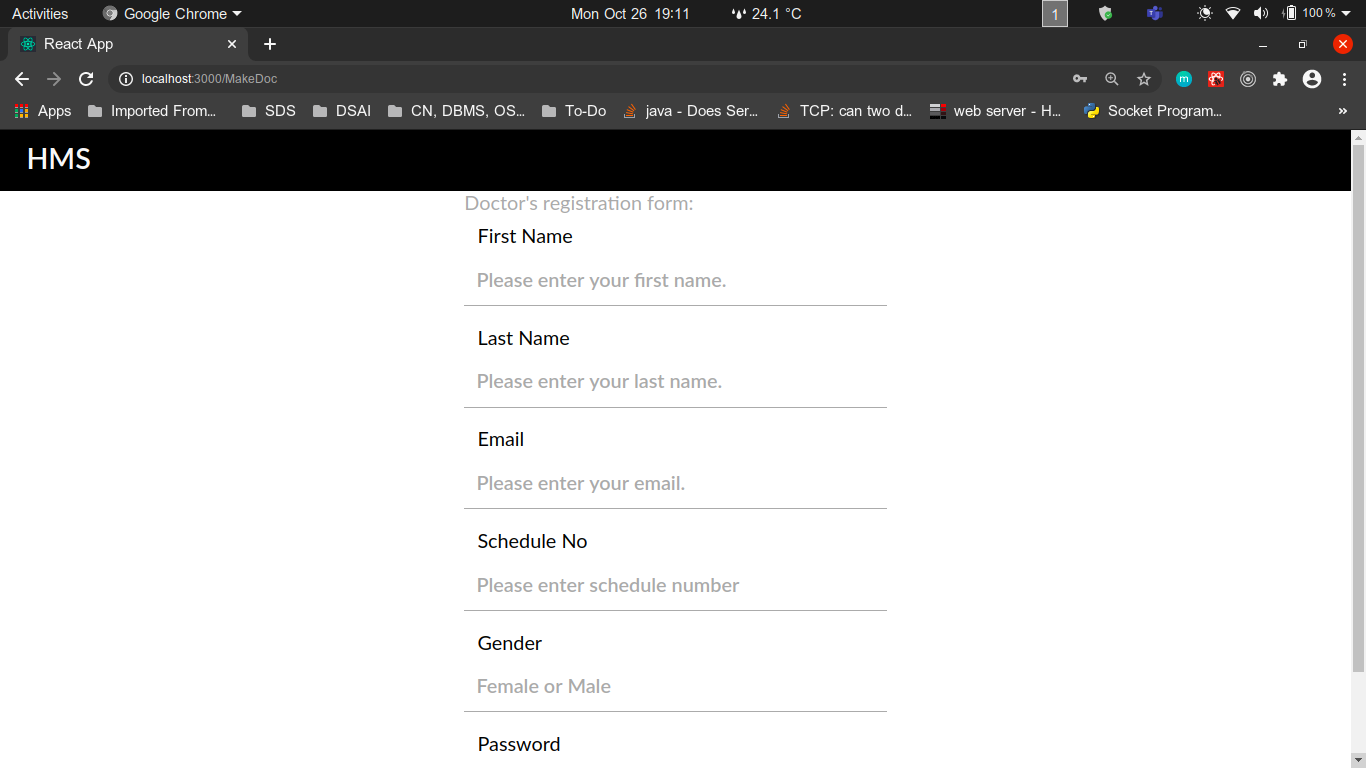 Activities Google Chrome Mon Oct 26 19:11 24.1 °C 1 100 %
React App
localhost:3000/MakeDoc m
Apps Imported From... SDS DSAI CN, DBMS, OS... To-Do java - Does Ser... TCP: can two d... web server - H... Socket Program... »
HMS
Doctor's registration form:
First Name
Please enter your first name.
Last Name
Please enter your last name.
Email
Please enter your email.
Schedule No
Please enter schedule number
Gender
Female or Male
Password